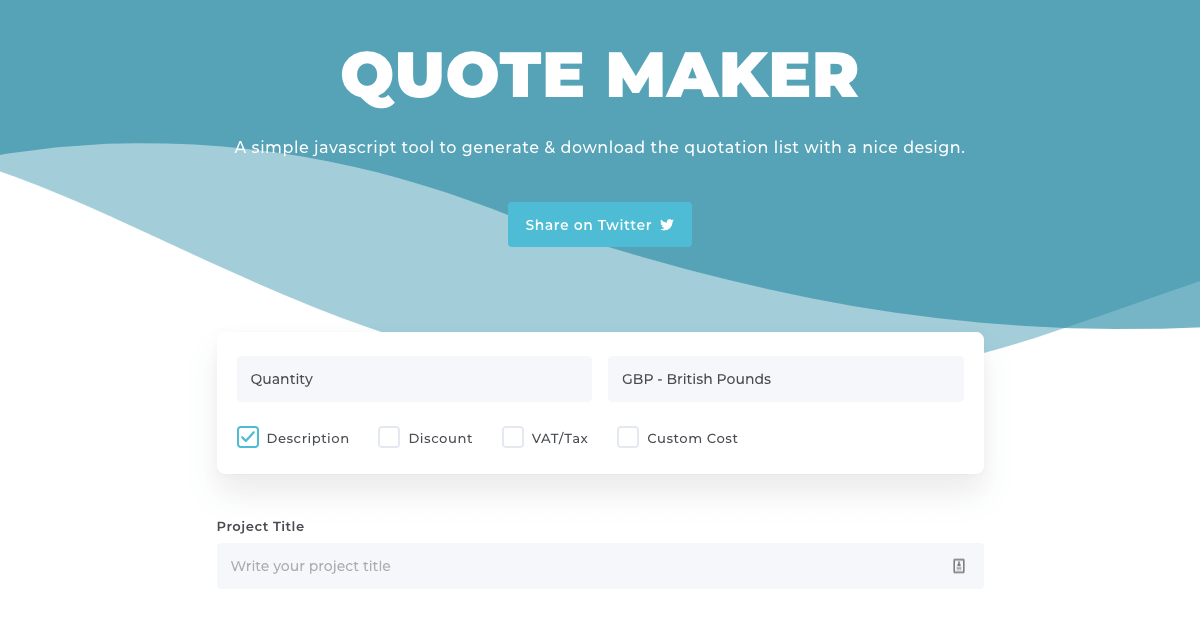 QUOTE MAKER
A simple javascript tool to generate & download the quotation list with a nice design.
Share on Twitter
Quantity
GBP - British Pounds
Description
Discount
VAT/Tax
Custom Cost
Project Title
Write your project title